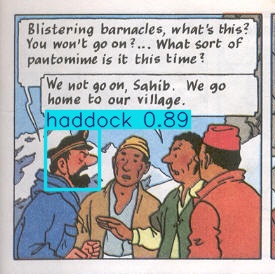 Blistering barnacles, what's this?
You won't go on?... What sort of
pantomime is it this time?
We not go on, Sahib. We go
home to our village.
haddock 0.89